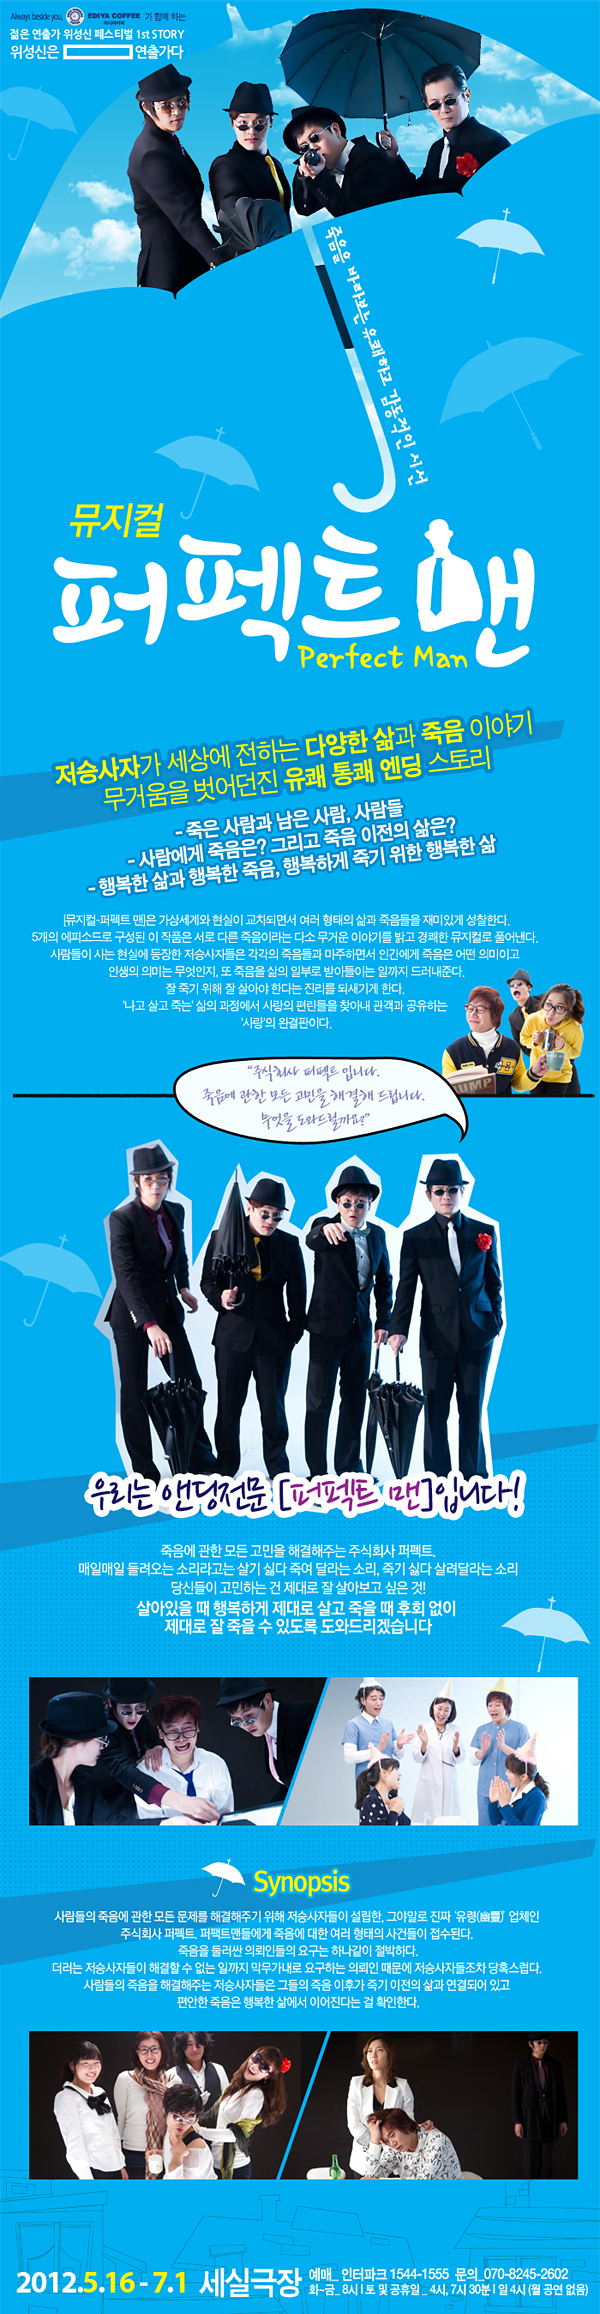 Always beside you, EDIYA COFFEE 이디야커피 가 함께 하는
젊은 연출가 위성신 페스티벌 1st STORY
위성신은 연출가다
죽음을 바라보는 유쾌하고 감동적인 시선
뮤지컬
퍼펙트 맨
Perfect Man
저승사자가 세상에 전하는 다양한 삶과 죽음 이야기
무거움을 벗어던진 유쾌 통쾌 엔딩 스토리
- 죽은 사람과 남은 사람, 사람들
- 사람에게 죽음은? 그리고 죽음 이전의 삶은?
- 행복한 삶과 행복한 죽음, 행복하게 죽기 위한 행복한 삶
[뮤지컬-퍼펙트 맨]은 가상세계와 현실이 교차되면서 여러 형태의 삶과 죽음들을 재미있게 성찰한다.
5개의 에피소드로 구성된 이 작품은 서로 다른 죽음이라는 다소 무거운 이야기를 밝고 경쾌한 뮤지컬로 풀어낸다.
사람들이 사는 현실에 등장한 저승사자들은 각각의 죽음들과 마주하면서 인간에게 죽음은 어떤 의미이고
인생의 의미는 무엇인지, 또 죽음을 삶의 일부로 받아들이는 일까지 드러내준다.
잘 죽기 위해 잘 살아야 한다는 진리를 되새기게 한다.
'나고 살고 죽는' 삶의 과정에서 사랑의 편린들을 찾아내 관객과 공유하는
'사랑'의 완결판이다.
"주식회사 퍼펙트 입니다.
죽음에 관한 모든 고민을 해결해 드립니다.
무엇을 도와드릴까요?"
우리는 앤딩전문 [퍼펙트 맨]입니다!
죽음에 관한 모든 고민을 해결해주는 주식회사 퍼펙트.
매일매일 들려오는 소리라고는 살기 싫다 죽여 달라는 소리, 죽기 싫다 살려달라는 소리
당신들이 고민하는 건 제대로 잘 살아보고 싶은 것!
살아있을 때 행복하게 제대로 살고 죽을 때 후회 없이
제대로 잘 죽을 수 있도록 도와드리겠습니다
Synopsis
사람들의 죽음에 관한 모든 문제를 해결해주기 위해 저승사자들이 설립한, 그야말로 진짜 '유령(幽靈)' 업체인
주식회사 퍼펙트. 퍼팩트맨들에게 죽음에 대한 여러 형태의 사건들이 접수된다.
죽음을 둘러싼 의뢰인들의 요구는 하나같이 절박하다.
더러는 저승사자들이 해결할 수 없는 일까지 막무가내로 요구하는 의뢰인 때문에 저승사자들조차 당혹스럽다.
사람들의 죽음을 해결해주는 저승사자들은 그들의 죽음 이후가 죽기 이전의 삶과 연결되어 있고
편안한 죽음은 행복한 삶에서 이어진다는 걸 확인한다.
2012.5.16 - 7.1 세실극장 예매_ 인터파크 1544-1555 문의_070-8245-2602
화~금_ 8시 l 토 및 공휴일 _ 4시, 7시 30분 l 일 4시 (월 공연 없음)